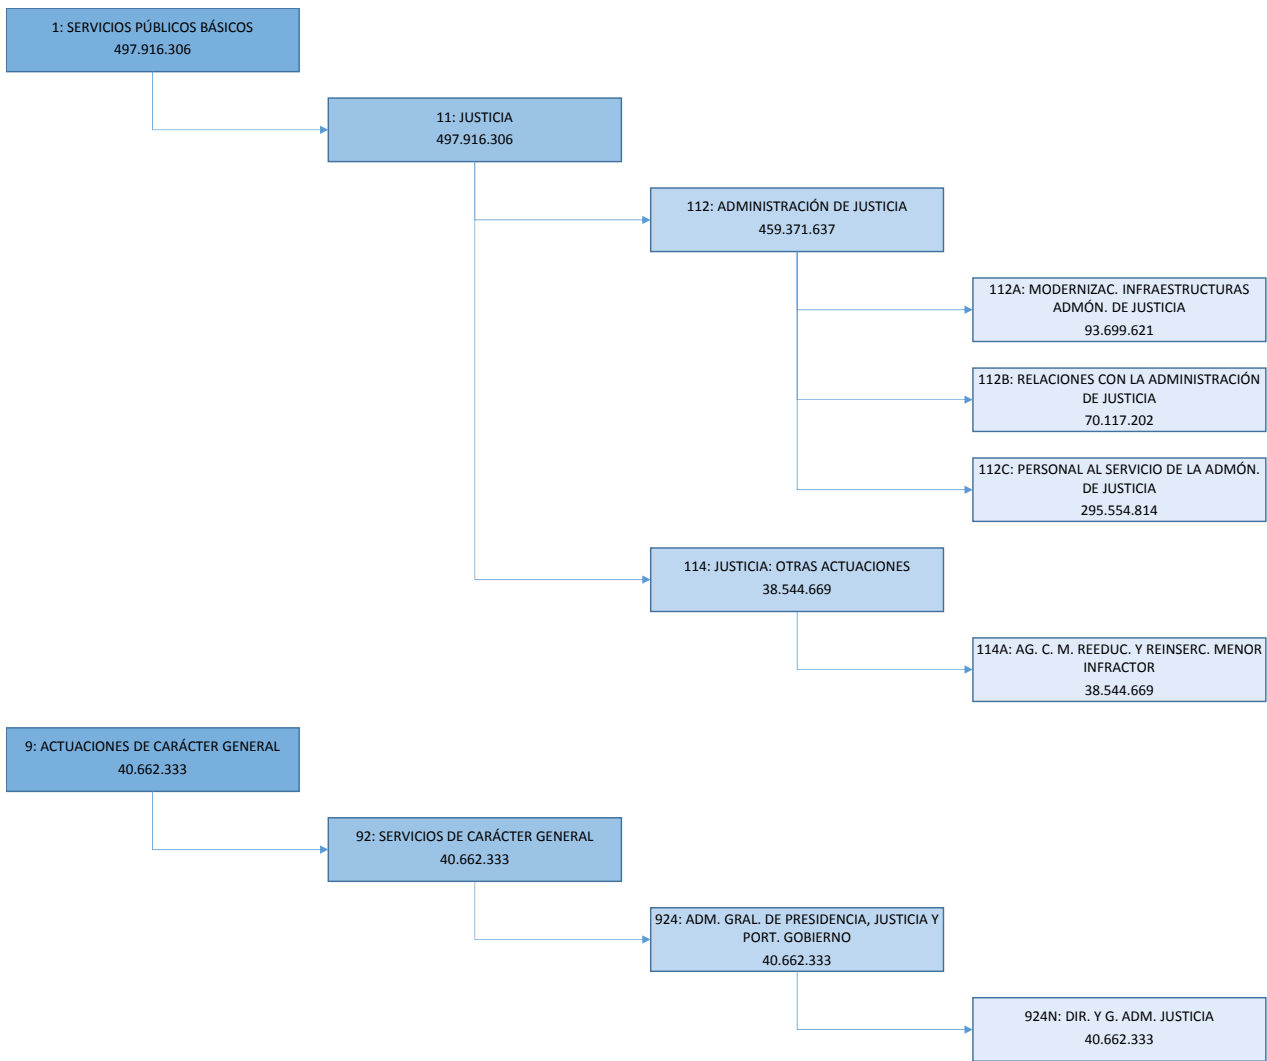 1: SERVICIOS PÚBLICOS BÁSICOS
497.916.306
11: JUSTICIA
497.916.306
112: ADMINISTRACIÓN DE JUSTICIA
459.371.637
112A: MODERNIZAC. INFRAESTRUCTURAS
ADMÓN. DE JUSTICIA
93.699.621
112B: RELACIONES CON LA ADMINISTRACIÓN
DE JUSTICIA
70.117.202
112C: PERSONAL AL SERVICIO DE LA ADMÓN.
DE JUSTICIA
295.554.814
114: JUSTICIA: OTRAS ACTUACIONES
38.544.669
114A: AG. C. M. REEDUC. Y REINSERC. MENOR
INFRACTOR
38.544.669
9: ACTUACIONES DE CARÁCTER GENERAL
40.662.333
92: SERVICIOS DE CARÁCTER GENERAL
40.662.333
924: ADM. GRAL. DE PRESIDENCIA, JUSTICIA Y
PORT. GOBIERNO
40.662.333
924N: DIR. Y G. ADM. JUSTICIA
40.662.333